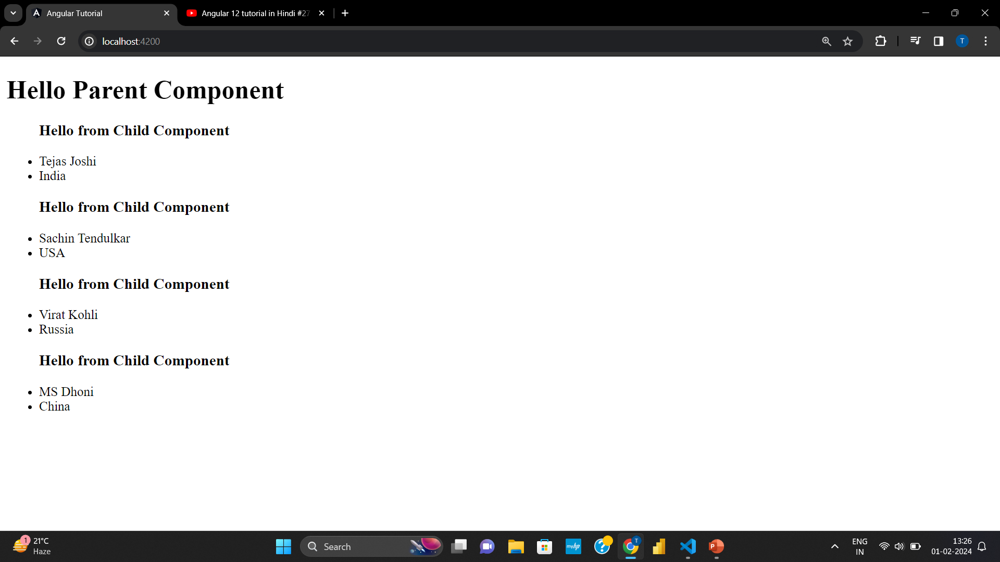 Angular Tutorial
Angular 12 tutorial in Hindi #27
localhost:4200
T
Hello Parent Component
Hello from Child Component
Tejas Joshi
India
Hello from Child Component
Sachin Tendulkar
USA
Hello from Child Component
Virat Kohli
Russia
Hello from Child Component
MS Dhoni
China
1
21°C
Haze
Search
myhp
T
P
ENG
IN
13:26
01-02-2024